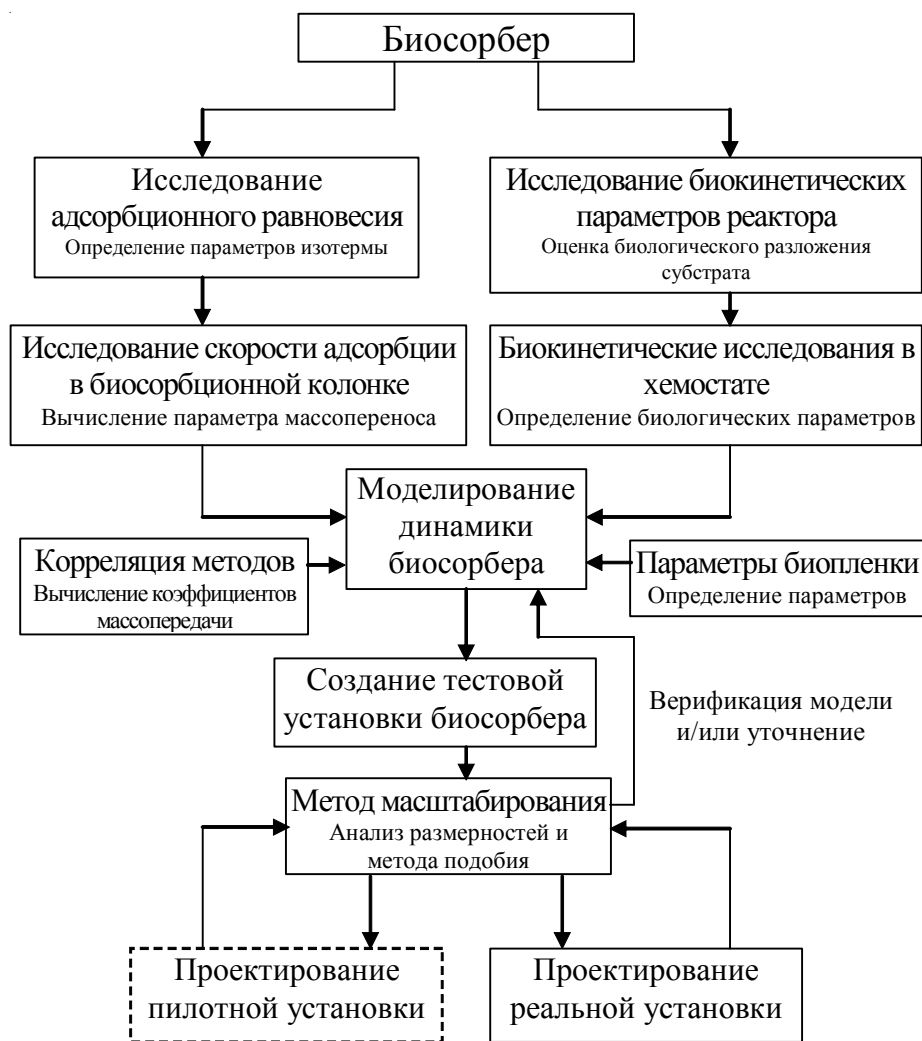 Биосорбер
Исследование
адсорбционного равновесия
Определение параметров изотермы
Исследование биокинетических
параметров реактора
Оценка биологического разложения
субстрата
Исследование скорости адсорбции
в биосорбционной колонке
Вычисление параметра массопереноса
Биокинетические исследования в
хемостате
Определение биологических параметров
Моделирование
динамики
биосорбера
Корреляция методов
Вычисление коэффициентов
массопередачи
Параметры биопленки
Определение параметров
Создание тестовой
установки биосорбера
Верификация модели
и/или уточнение
Метод масштабирования
Анализ размерностей и
метода подобия
Проектирование
пилотной установки
Проектирование
реальной установки